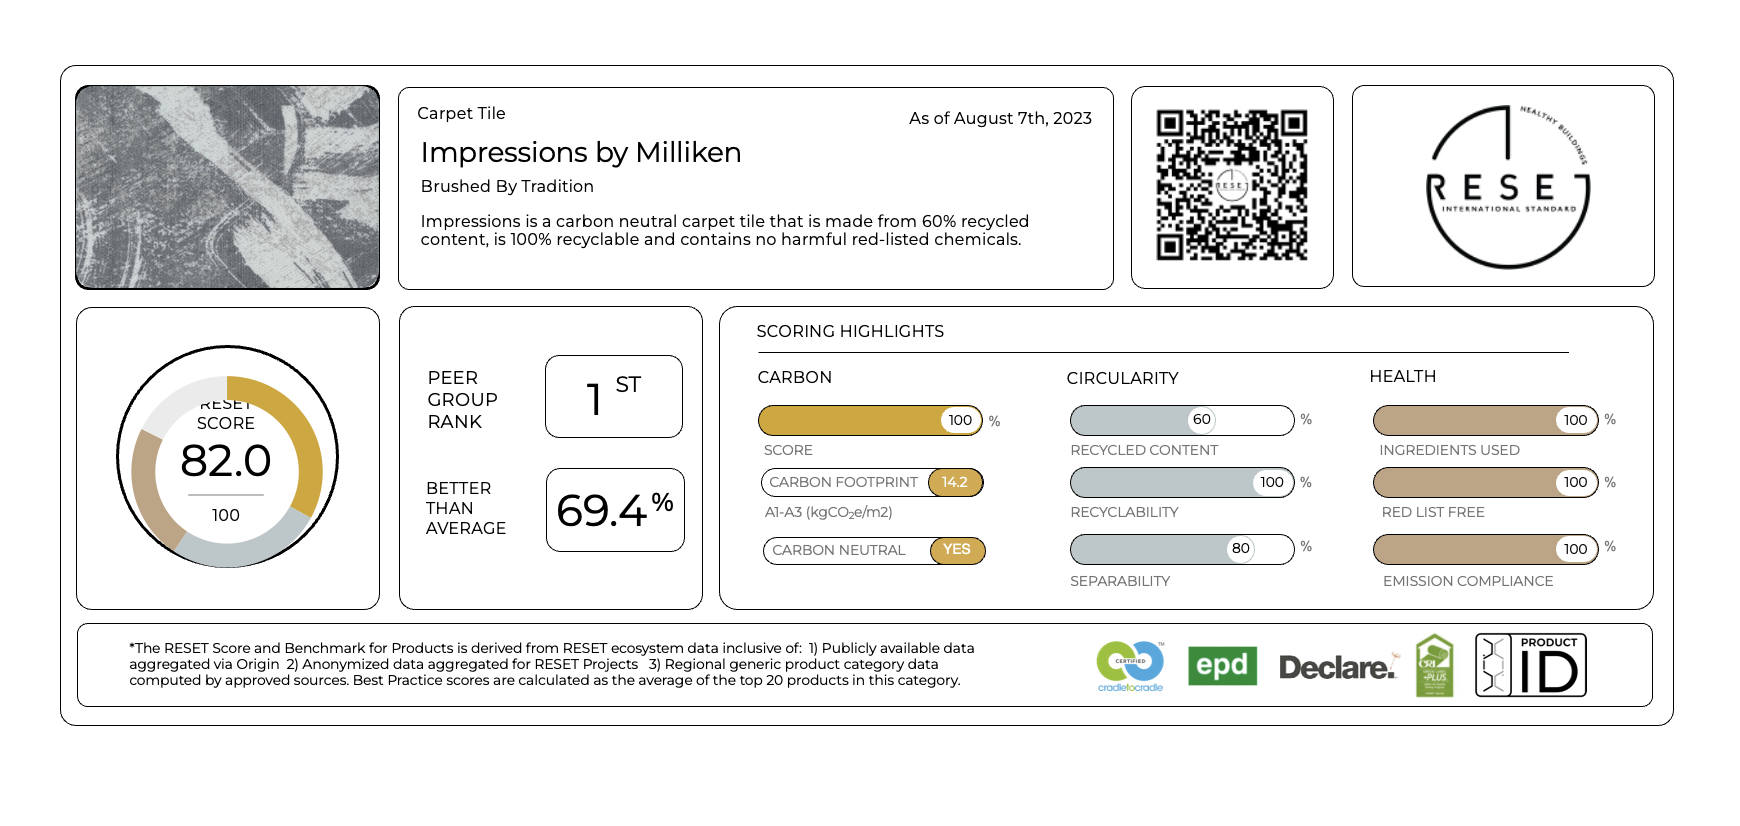 Carpet Tile
As of August 7th, 2023
Impressions by Milliken
Brushed By Tradition
Impressions is a carbon neutral carpet tile that is made from 60% recycled
content, is 100% recyclable and contains no harmful red-listed chemicals.
RESET
HEALTHY BUILDINGS
RESET
INTERNATIONAL STANDARD
RESET
SCORE
82.0
100
PEER
GROUP
RANK
1 ST
BETTER
THAN
AVERAGE
69.4%
SCORING HIGHLIGHTS
CARBON
100 %
SCORE
CARBON FOOTPRINT 14.2
A1-A3 (kgCO₂e/m2)
CARBON NEUTRAL YES
CIRCULARITY
60 %
RECYCLED CONTENT
100 %
RECYCLABILITY
80 %
SEPARABILITY
HEALTH
100 %
INGREDIENTS USED
100 %
RED LIST FREE
100 %
EMISSION COMPLIANCE
*The RESET Score and Benchmark for Products is derived from RESET ecosystem data inclusive of: 1) Publicly available data
aggregated via Origin 2) Anonymized data aggregated for RESET Projects 3) Regional generic product category data
computed by approved sources. Best Practice scores are calculated as the average of the top 20 products in this category.
CERTIFIED
TM
cradletocradle
epd
Declare.
CRI
PLUS
PRODUCT
ID